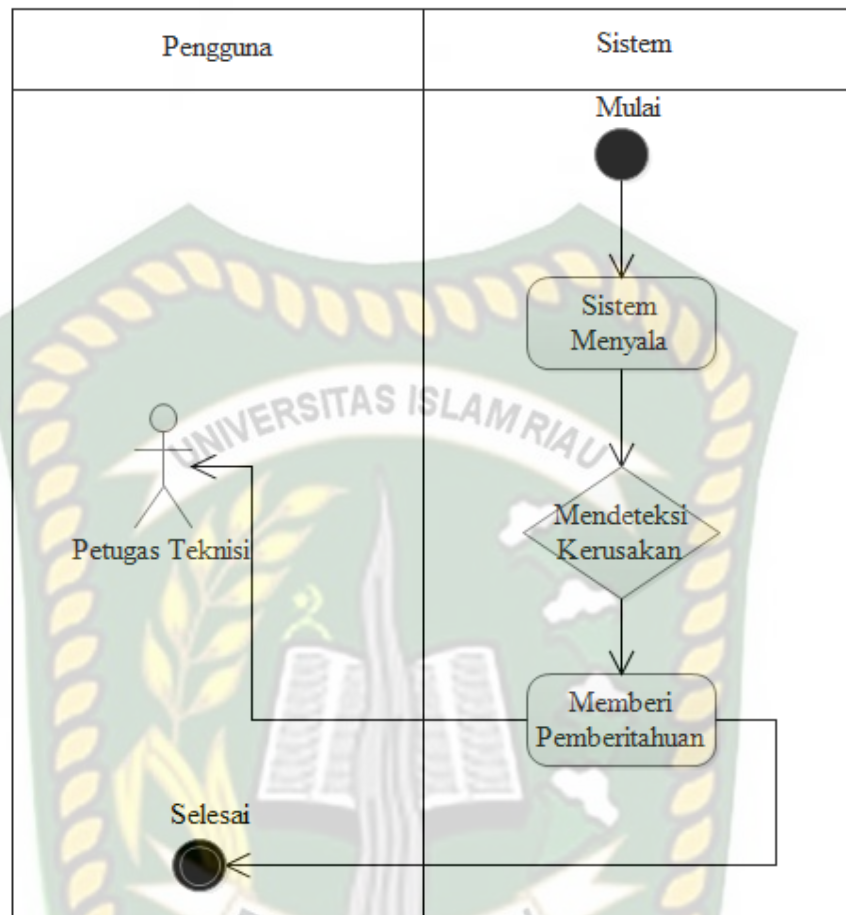 Pengguna
Sistem
Mulai
Sistem
Menyala
UNIVERSITAS ISLAM RIAU
Mendeteksi
Kerusakan
Petugas Teknisi
Memberi
Pemberitahuan
Selesai